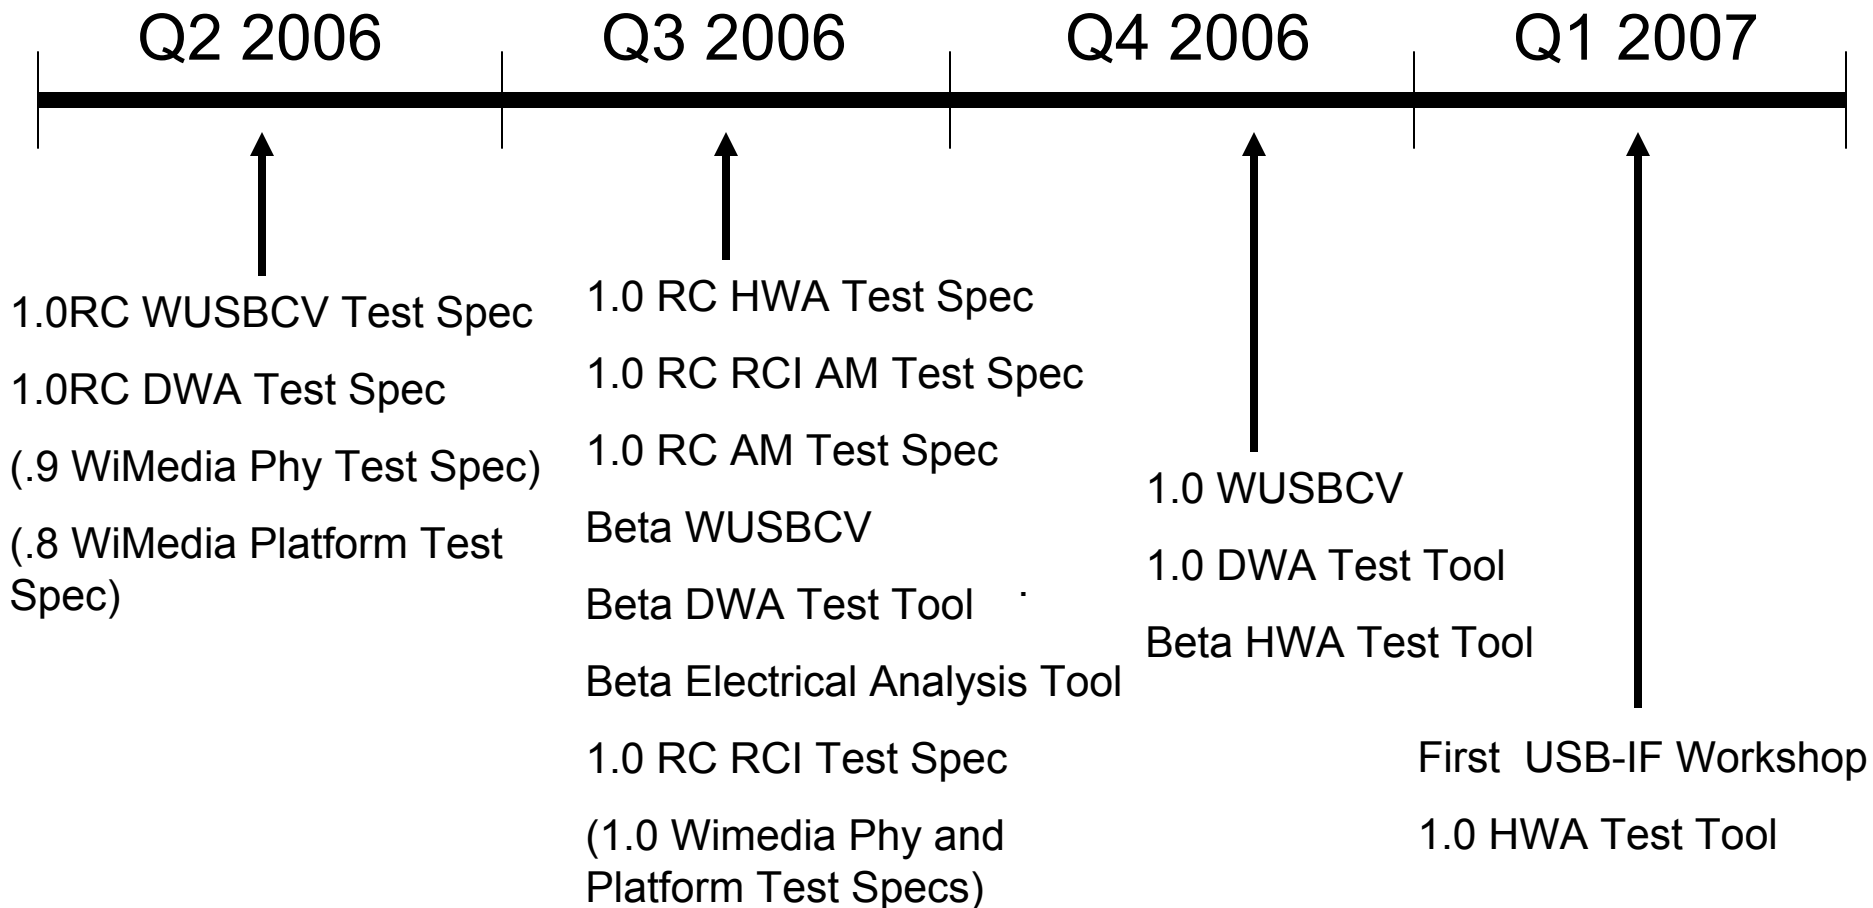 Q2 2006
Q3 2006
Q4 2006
Q1 2007
1.0RC WUSBCV Test Spec
1.0RC DWA Test Spec
(.9 WiMedia Phy Test Spec)
(.8 WiMedia Platform Test
Spec)
1.0 RC HWA Test Spec
1.0 RC RCI AM Test Spec
1.0 RC AM Test Spec
Beta WUSBCV
Beta DWA Test Tool .
Beta Electrical Analysis Tool
1.0 RC RCI Test Spec
(1.0 Wimedia Phy and
Platform Test Specs)
1.0 WUSBCV
1.0 DWA Test Tool
Beta HWA Test Tool
First USB-IF Workshop
1.0 HWA Test Tool